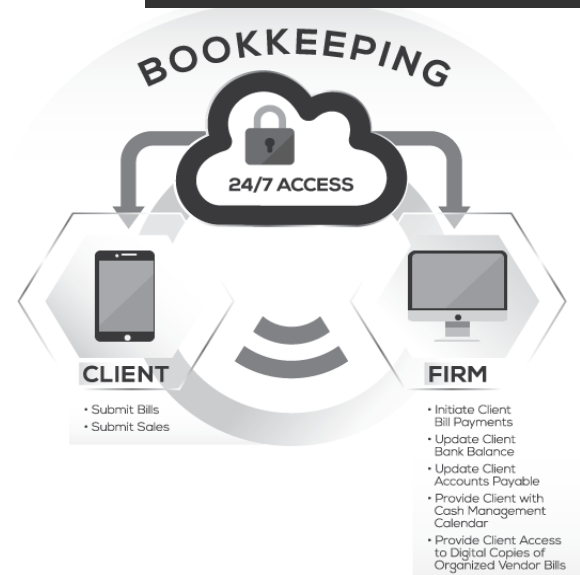 BOOKKEEPING
24/7 ACCESS
CLIENT
• Submit Bills
• Submit Sales
FIRM
• Initiate Client
Bill Payments
• Update Client
Bank Balance
• Update Client
Accounts Payable
• Provide Client with
Cash Management
Calendar
• Provide Client Access
to Digital Copies of
Organized Vendor Bills